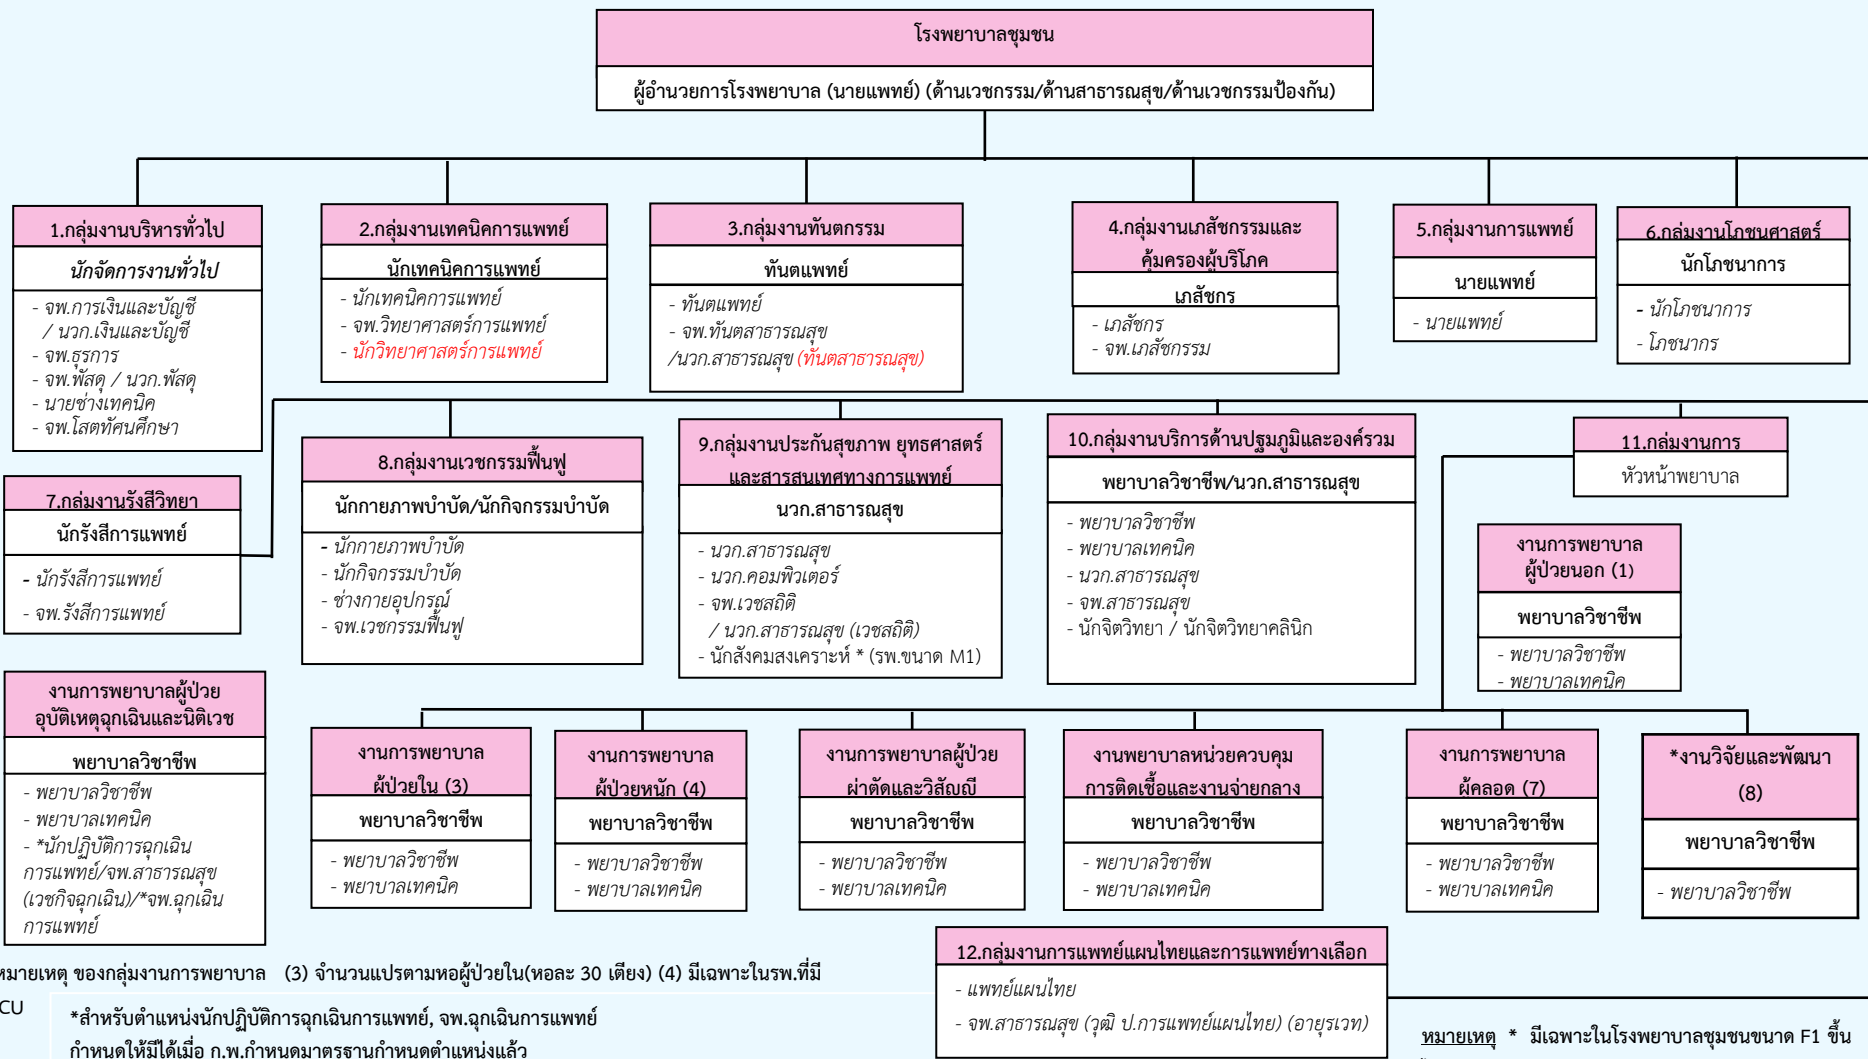 โรงพยาบาลชุมชน
ผู้อำนวยการโรงพยาบาล (นายแพทย์) (ด้านเวชกรรม/ด้านสาธารณสุข/ด้านเวชกรรมป้องกัน)
1.กลุ่มงานบริหารทั่วไป
นักจัดการงานทั่วไป
- จพ.การเงินและบัญชี
/ นวก.เงินและบัญชี
- จพ.ธุรการ
- จพ.พัสดุ / นวก.พัสดุ
- นายช่างเทคนิค
- จพ.โสตทัศนศึกษา
2.กลุ่มงานเทคนิคการแพทย์
นักเทคนิคการแพทย์
- นักเทคนิคการแพทย์
- จพ.วิทยาศาสตร์การแพทย์
- นักวิทยาศาสตร์การแพทย์
3.กลุ่มงานทันตกรรม
ทันตแพทย์
- ทันตแพทย์
- จพ.ทันตสาธารณสุข
/นวก.สาธารณสุข (ทันตสาธารณสุข)
4.กลุ่มงานเภสัชกรรมและ
คุ้มครองผู้บริโภค
เภสัชกร
- เภสัชกร
- จพ.เภสัชกรรม
5.กลุ่มงานการแพทย์
นายแพทย์
- นายแพทย์
6.กลุ่มงานโภชนศาสตร์
นักโภชนาการ
- นักโภชนาการ
- โภชนากร
7.กลุ่มงานรังสีวิทยา
นักรังสีการแพทย์
- นักรังสีการแพทย์
- จพ.รังสีการแพทย์
8.กลุ่มงานเวชกรรมฟื้นฟู
นักกายภาพบำบัด/นักกิจกรรมบำบัด
- นักกายภาพบำบัด
- นักกิจกรรมบำบัด
- ช่างกายอุปกรณ์
- จพ.เวชกรรมฟื้นฟู
9.กลุ่มงานประกันสุขภาพ ยุทธศาสตร์
และสารสนเทศทางการแพทย์
นวก.สาธารณสุข
- นวก.สาธารณสุข
- นวก.คอมพิวเตอร์
- จพ.เวชสถิติ
/ นวก.สาธารณสุข (เวชสถิติ)
- นักสังคมสงเคราะห์ * (รพ.ขนาด M1)
10.กลุ่มงานบริการด้านปฐมภูมิและองค์รวม
พยาบาลวิชาชีพ/นวก.สาธารณสุข
- พยาบาลวิชาชีพ
- พยาบาลเทคนิค
- นวก.สาธารณสุข
- จพ.สาธารณสุข
- นักจิตวิทยา / นักจิตวิทยาคลินิก
11.กลุ่มงานการ
หัวหน้าพยาบาล
งานการพยาบาล
ผู้ป่วยนอก (1)
พยาบาลวิชาชีพ
- พยาบาลวิชาชีพ
- พยาบาลเทคนิค
งานการพยาบาลผู้ป่วย
อุบัติเหตุฉุกเฉินและนิติเวช
พยาบาลวิชาชีพ
- พยาบาลวิชาชีพ
- พยาบาลเทคนิค
- *นักปฏิบัติการฉุกเฉิน
การแพทย์/จพ.สาธารณสุข
(เวชกิจฉุกเฉิน)/*จพ.ฉุกเฉิน
การแพทย์
งานการพยาบาล
ผู้ป่วยใน (3)
พยาบาลวิชาชีพ
- พยาบาลวิชาชีพ
- พยาบาลเทคนิค
งานการพยาบาล
ผู้ป่วยหนัก (4)
พยาบาลวิชาชีพ
- พยาบาลวิชาชีพ
- พยาบาลเทคนิค
งานการพยาบาลผู้ป่วย
ผ่าตัดและวิสัญญี
พยาบาลวิชาชีพ
- พยาบาลวิชาชีพ
- พยาบาลเทคนิค
งานพยาบาลหน่วยควบคุม
การติดเชื้อและงานจ่ายกลาง
พยาบาลวิชาชีพ
- พยาบาลวิชาชีพ
- พยาบาลเทคนิค
งานการพยาบาล
ผู้คลอด (7)
พยาบาลวิชาชีพ
- พยาบาลวิชาชีพ
- พยาบาลเทคนิค
*งานวิจัยและพัฒนา
(8)
พยาบาลวิชาชีพ
- พยาบาลวิชาชีพ
12.กลุ่มงานการแพทย์แผนไทยและการแพทย์ทางเลือก
- แพทย์แผนไทย
- จพ.สาธารณสุข (วุฒิ ป.การแพทย์แผนไทย) (อายุรเวท)
หมายเหตุ ของกลุ่มงานการพยาบาล (3) จำนวนแปรตามหอผู้ป่วยใน(หอละ 30 เตียง) (4) มีเฉพาะในรพ.ที่มี
CU
*สำหรับตำแหน่งนักปฏิบัติการฉุกเฉินการแพทย์, จพ.ฉุกเฉินการแพทย์
กำหนดให้มีได้เมื่อ ก.พ.กำหนดมาตรฐานกำหนดตำแหน่งแล้ว
หมายเหตุ * มีเฉพาะในโรงพยาบาลชุมชนขนาด F1 ขึ้น